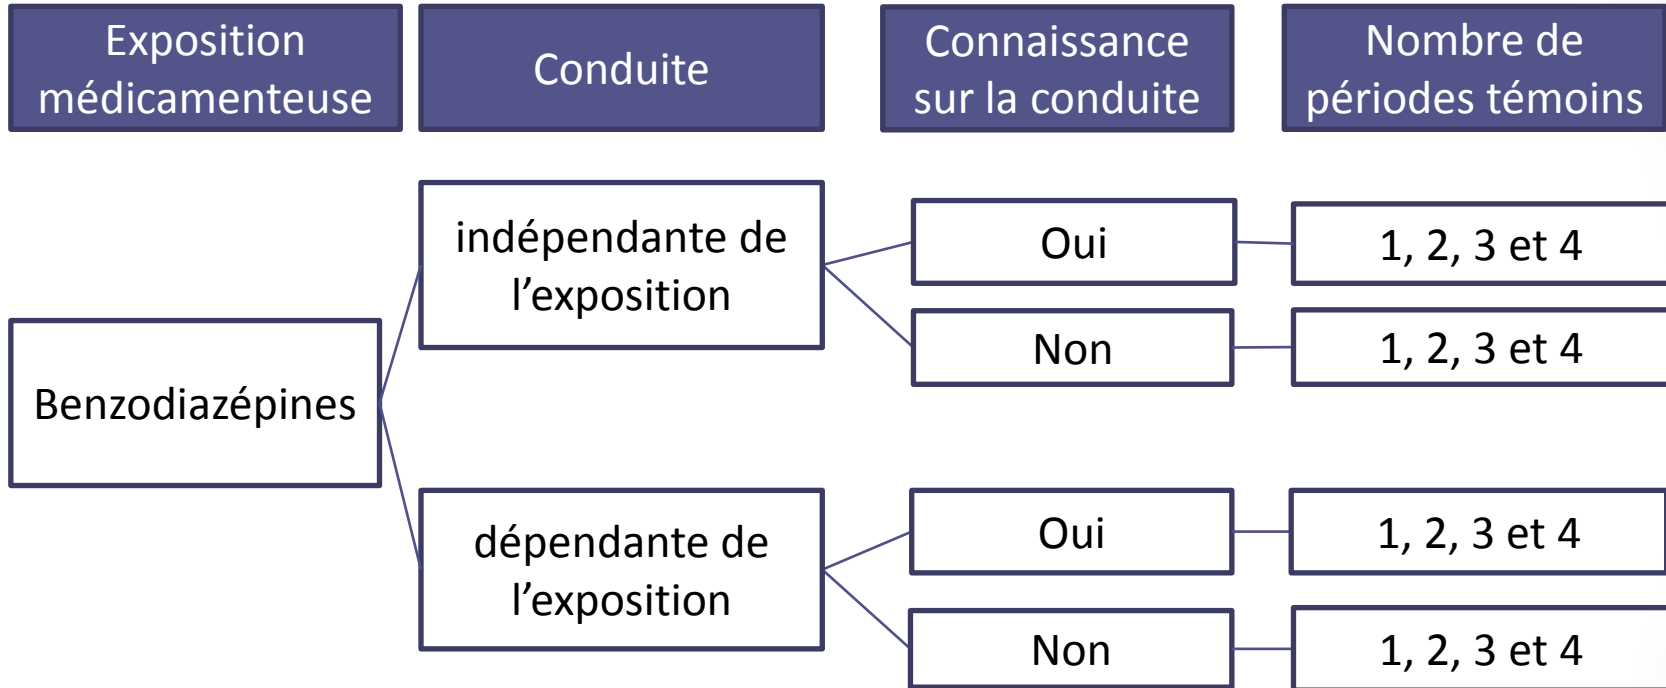 Exposition
médicamenteuse
Conduite
Connaissance
sur la conduite
Nombre de
périodes témoins
Benzodiazépines
indépendante de
l’exposition
Oui
1, 2, 3 et 4
Non
1, 2, 3 et 4
dépendante de
l’exposition
Oui
1, 2, 3 et 4
Non
1, 2, 3 et 4